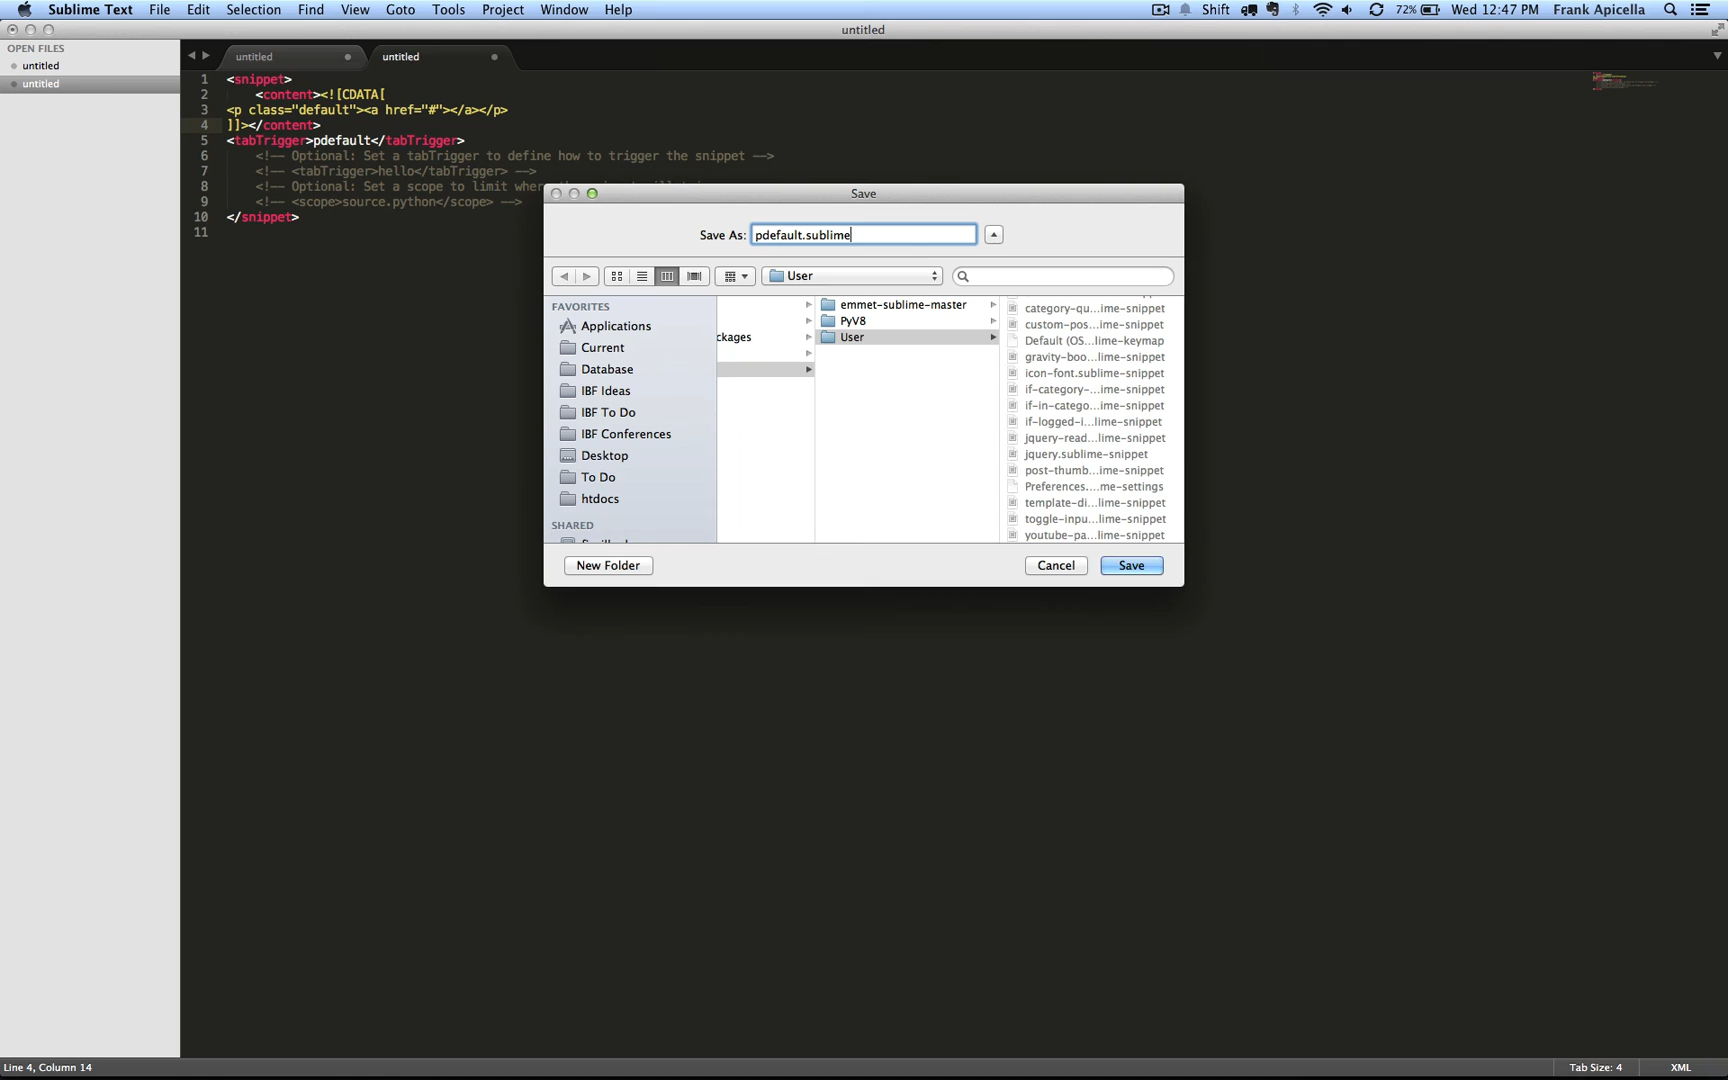 Sublime Text File Edit Selection Find View Goto Tools Project Window Help Shift 72% Wed 12:47 PM Frank Apicella
untitled
OPEN FILES
untitled
untitled
untitled
untitled
1 <snippet>
2 <content><![CDATA[
3 <p class="default"><a href="#"></a></p>
4 ]]></content>
5 <tabTrigger>pdefault</tabTrigger>
6 <!-- Optional: Set a tabTrigger to define how to trigger the snippet -->
7 <!-- <tabTrigger>hello</tabTrigger> -->
8 <!-- Optional: Set a scope to limit where
9 <!-- <scope>source.python</scope> -->
10 </snippet>
11
Save
Save As: pdefault.sublime
User
FAVORITES
Applications
Current
Database
IBF Ideas
IBF To Do
IBF Conferences
Desktop
To Do
htdocs
SHARED
ckages
emmet-sublime-master
PyV8
User
category-qu...ime-snippet
custom-pos...ime-snippet
Default (OS...lime-keymap
gravity-boo...ime-snippet
icon-font.sublime-snippet
if-category-...ime-snippet
if-in-catego...ime-snippet
if-logged-i...lime-snippet
jquery-read...lime-snippet
jquery.sublime-snippet
post-thumb...ime-snippet
Preferences....me-settings
template-di...lime-snippet
toggle-inpu...lime-snippet
youtube-pa...lime-snippet
New Folder Cancel Save
Line 4, Column 14 Tab Size: 4 XML